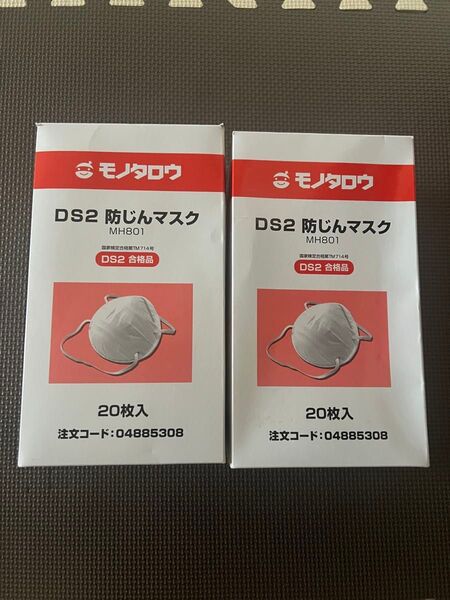 モノタロウ
DS2 防じんマスク
MH801
国家検定合格第TM714号
DS2 合格品
20枚入
注文コード：04885308
モノタロウ
DS2 防じんマスク
MH801
国家検定合格第TM714号
DS2 合格品
20枚入
注文コード：04885308